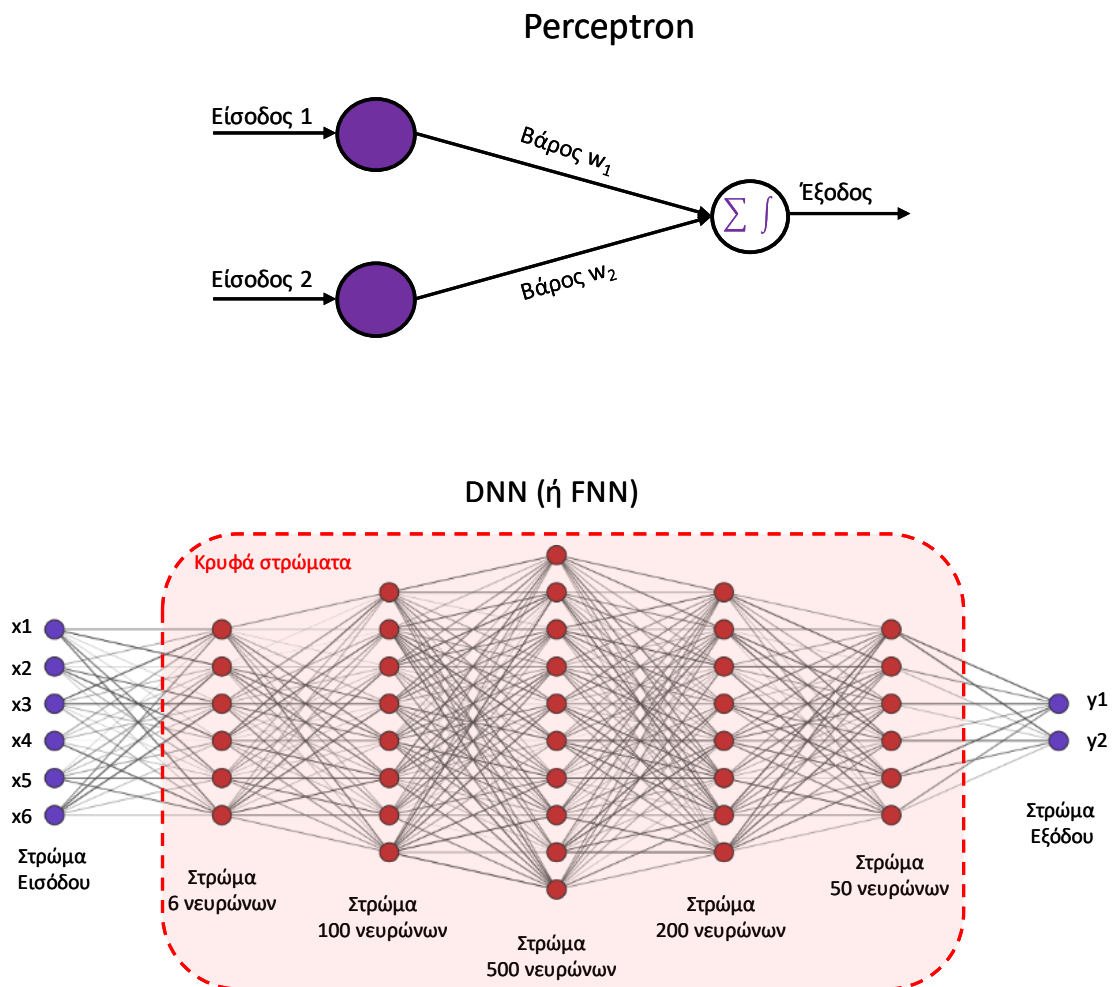 Perceptron
Είσοδος 1
Βάρος w₁
Έξοδος
∑ ∫
Είσοδος 2
Βάρος w₂
DNN (ή FNN)
Κρυφά στρώματα
x1
x2
x3
x4
x5
x6
y1
y2
Στρώμα
Εισόδου
Στρώμα
6 νευρώνων
Στρώμα
100 νευρώνων
Στρώμα
500 νευρώνων
Στρώμα
200 νευρώνων
Στρώμα
50 νευρώνων
Στρώμα
Εξόδου